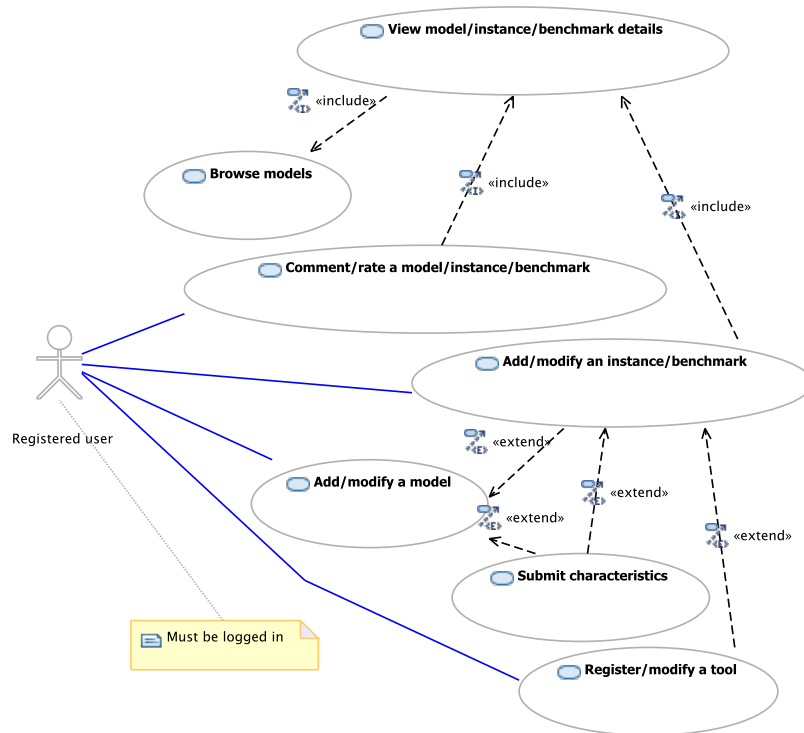 View model/instance/benchmark details
«include»
Browse models
«include»
«include»
Comment/rate a model/instance/benchmark
Add/modify an instance/benchmark
Registered user
«extend»
Add/modify a model
«extend»
«extend»
«extend»
Submit characteristics
Must be logged in
Register/modify a tool